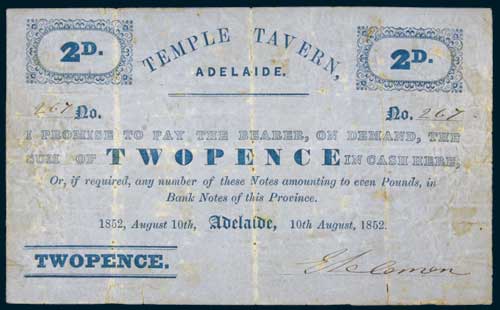 2D. TEMPLE TAVERN, 2D.
ADELAIDE.
267 No. No. 267
I PROMISE TO PAY THE BEARER, ON DEMAND, THE
SUM OF TWOPENCE IN CASH HERE,
Or, if required, any number of these Notes amounting to even Pounds, in
Bank Notes of this Province.
1852, August 10th, Adelaide, 10th August, 1852.
TWOPENCE.